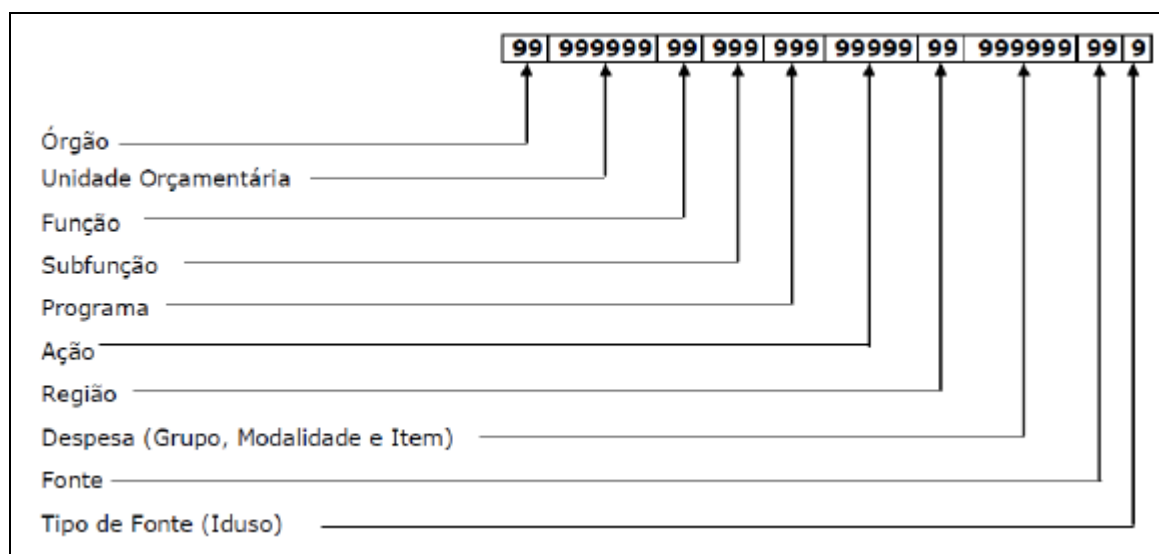 99 999999 99 999 999 99999 99 999999 99 9
Órgão
Unidade Orçamentária
Função
Subfunção
Programa
Ação
Região
Despesa (Grupo, Modalidade e Item)
Fonte
Tipo de Fonte (Iduso)